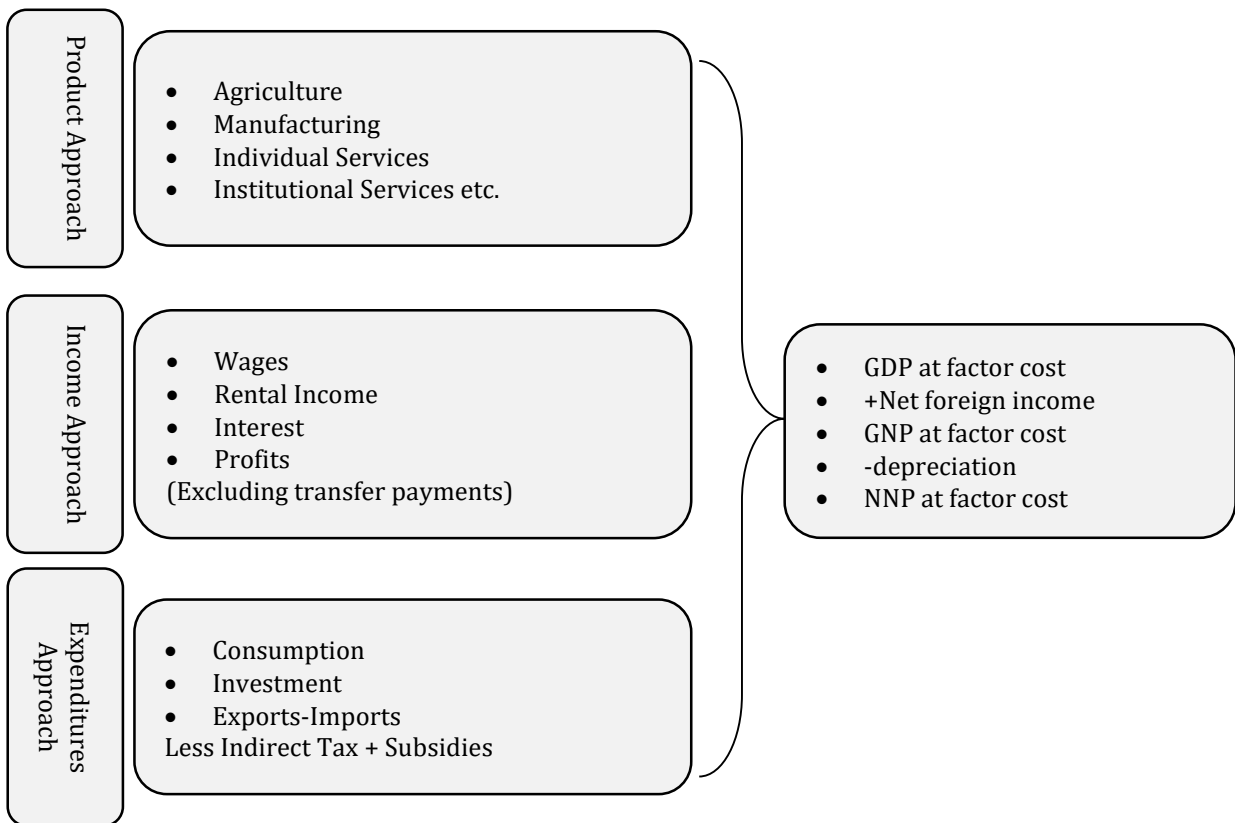 Product Approach
• Agriculture
• Manufacturing
• Individual Services
• Institutional Services etc.
Income Approach
• Wages
• Rental Income
• Interest
• Profits
(Excluding transfer payments)
Expenditures
Approach
• Consumption
• Investment
• Exports-Imports
Less Indirect Tax + Subsidies
• GDP at factor cost
• +Net foreign income
• GNP at factor cost
• -depreciation
• NNP at factor cost